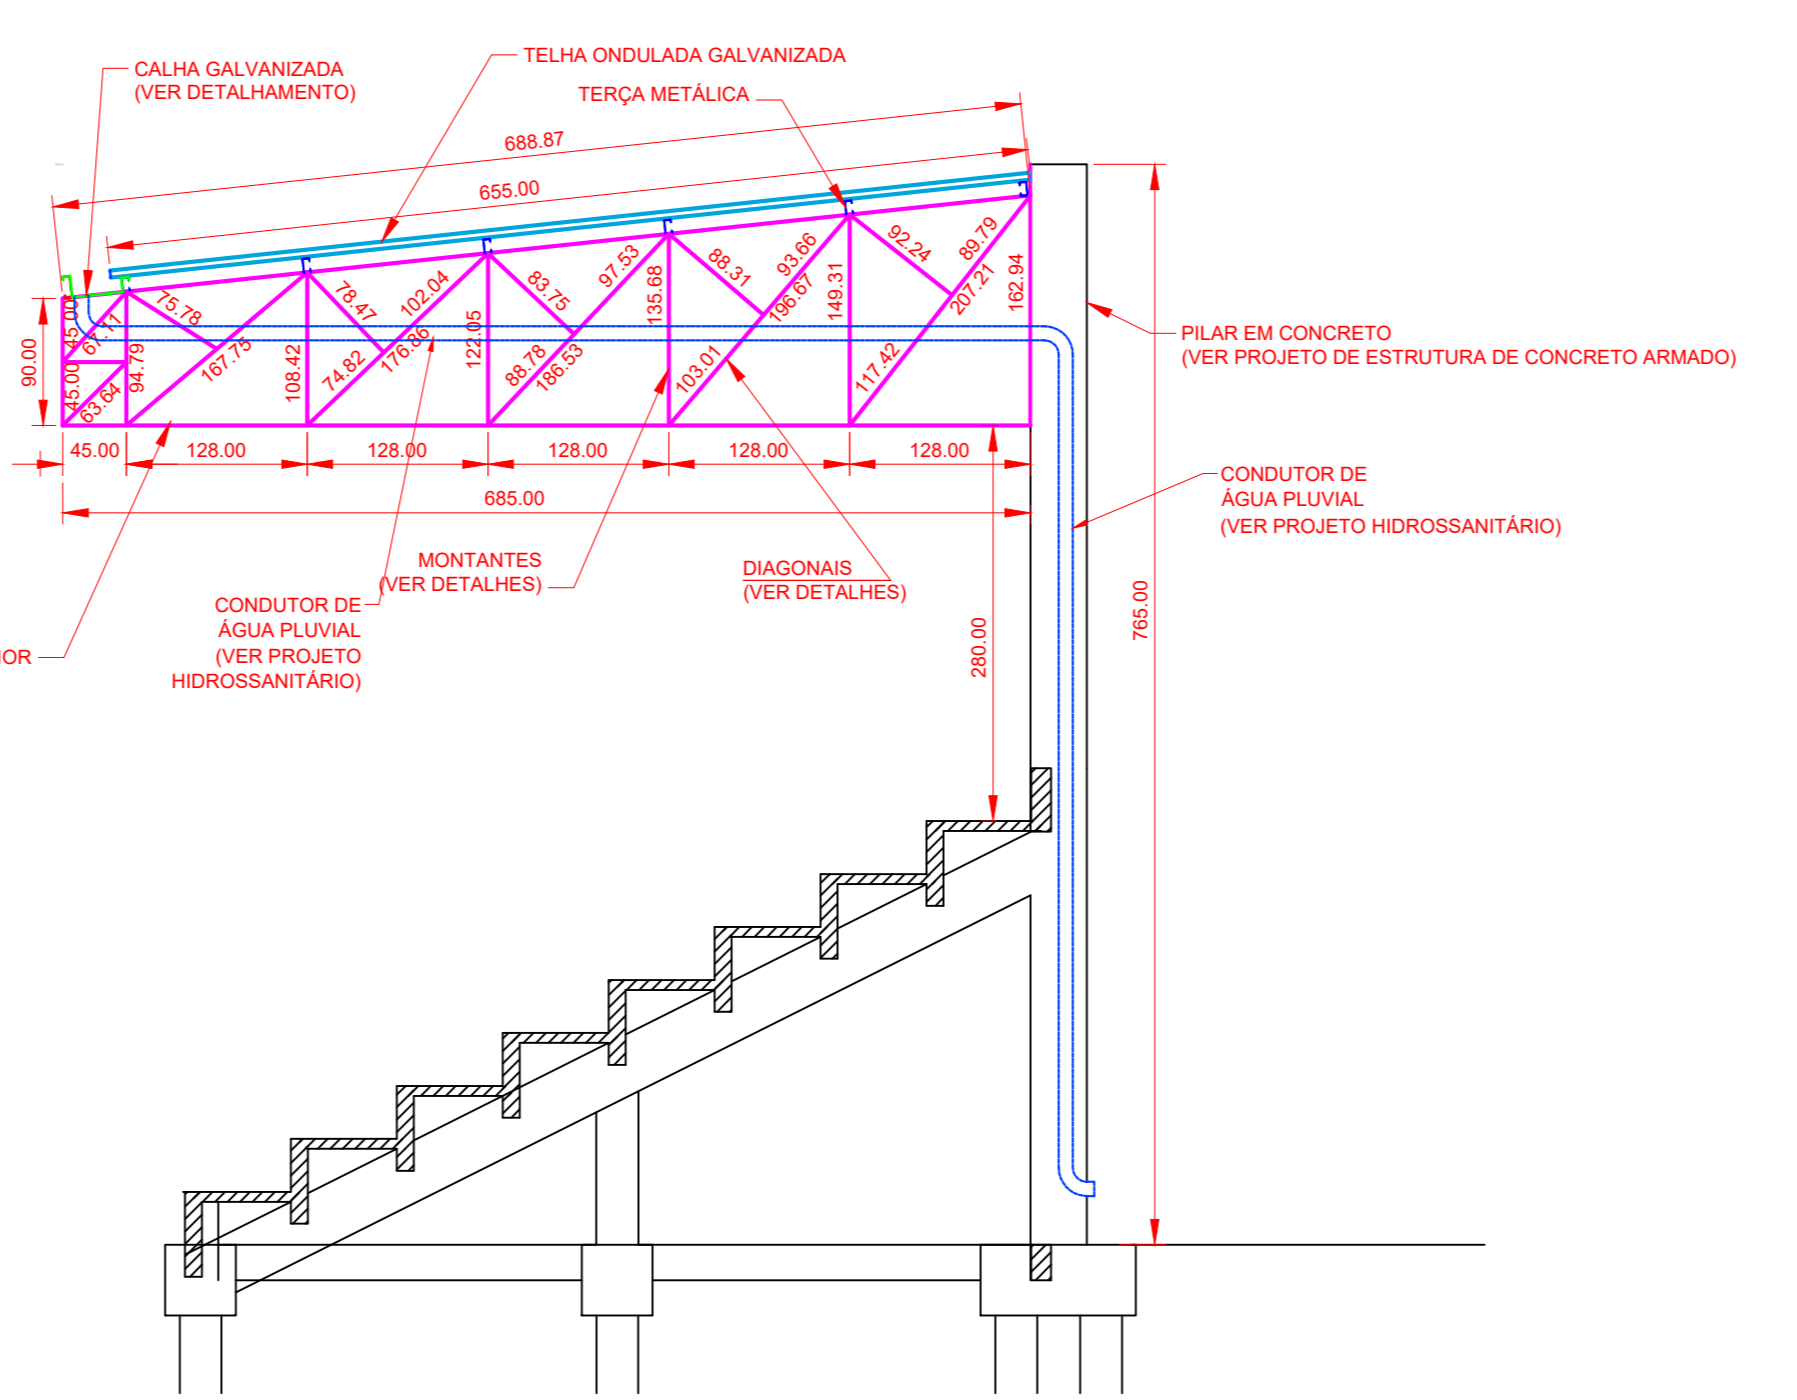 TELHA ONDULADA GALVANIZADA
CALHA GALVANIZADA
(VER DETALHAMENTO)
TERÇA METÁLICA
688.87
655.00
75.78
78.47
102.04
83.75
97.53
88.31
93.66
92.24
89.79
90.00
45.00
45.00
67.11
63.64
94.79
167.75
108.42
74.82
176.86
122.05
88.78
186.53
135.68
103.01
196.67
149.31
117.42
207.21
162.94
PILAR EM CONCRETO
(VER PROJETO DE ESTRUTURA DE CONCRETO ARMADO)
45.00
128.00
128.00
128.00
128.00
128.00
685.00
CONDUTOR DE
ÁGUA PLUVIAL
(VER PROJETO HIDROSSANITÁRIO)
MONTANTES
(VER DETALHES)
DIAGONAIS
(VER DETALHES)
CONDUTOR DE
ÁGUA PLUVIAL
(VER PROJETO
HIDROSSANITÁRIO)
IOR
280.00
765.00